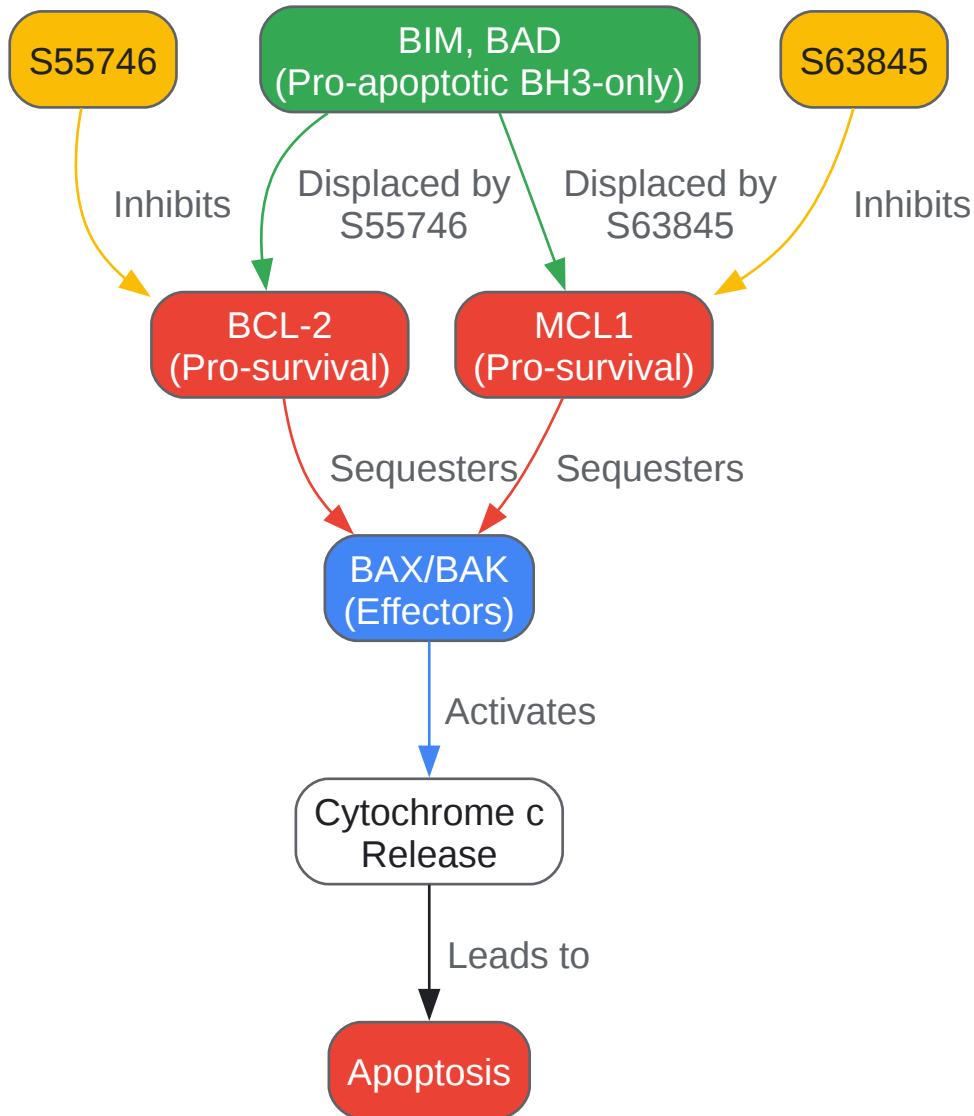 S55746
BIM, BAD
(Pro-apoptotic BH3-only)
S63845
Inhibits
Displaced by
S55746
Displaced by
S63845
Inhibits
BCL-2
(Pro-survival)
MCL1
(Pro-survival)
Sequesters
Sequesters
BAX/BAK
(Effectors)
Activates
Cytochrome c
Release
Leads to
Apoptosis